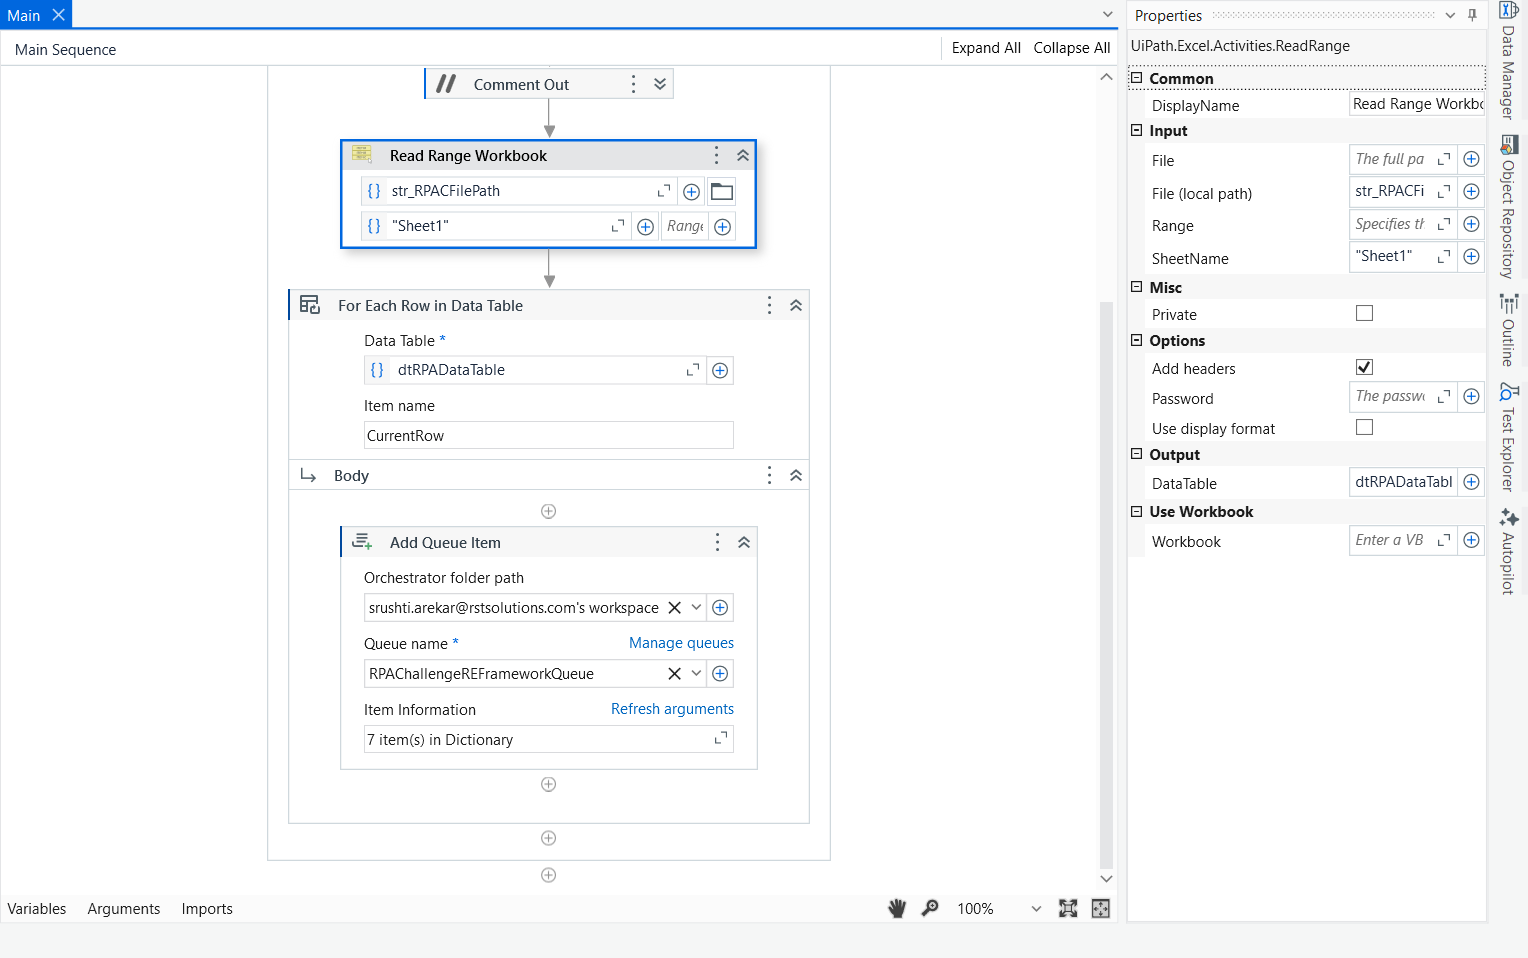 Main
Main Sequence
Expand All
Collapse All
Comment Out
Read Range Workbook
str_RPACFilePath
"Sheet1"
Range
For Each Row in Data Table
Data Table *
dtRPADataTable
Item name
CurrentRow
Body
Add Queue Item
Orchestrator folder path
srushti.arekar@rstsolutions.com's workspace
Queue name *
Manage queues
RPAChallengeREFrameworkQueue
Item Information
Refresh arguments
7 item(s) in Dictionary
Variables
Arguments
Imports
100%
Properties
UiPath.Excel.Activities.ReadRange
Common
DisplayName
Read Range Workbo
Input
File
The full pa
File (local path)
str_RPACFi
Range
Specifies th
SheetName
"Sheet1"
Misc
Private
Options
Add headers
Password
The passw
Use display format
Output
DataTable
dtRPADataTabl
Use Workbook
Workbook
Enter a VB
Data Manager
Object Repository
Outline
Test Explorer
Autopilot